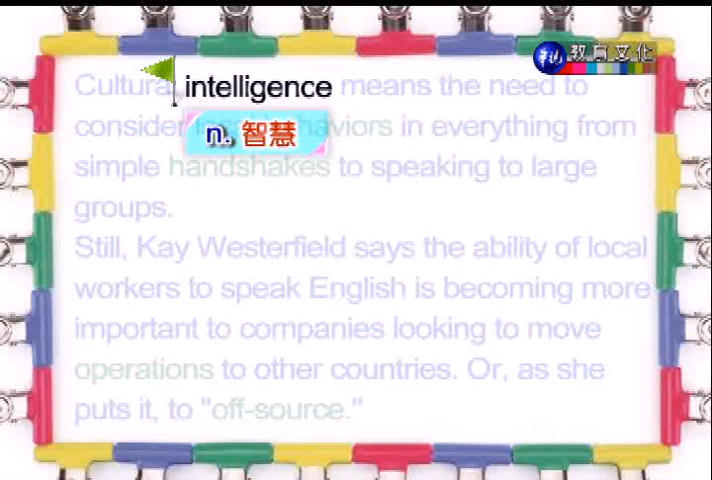 華視 教育文化
Cultural intelligence means the need to
n. 智慧
consider local behaviors in everything from
simple handshakes to speaking to large
groups.
Still, Kay Westerfield says the ability of local
workers to speak English is becoming more
important to companies looking to move
operations to other countries. Or, as she
puts it, to "off-source."